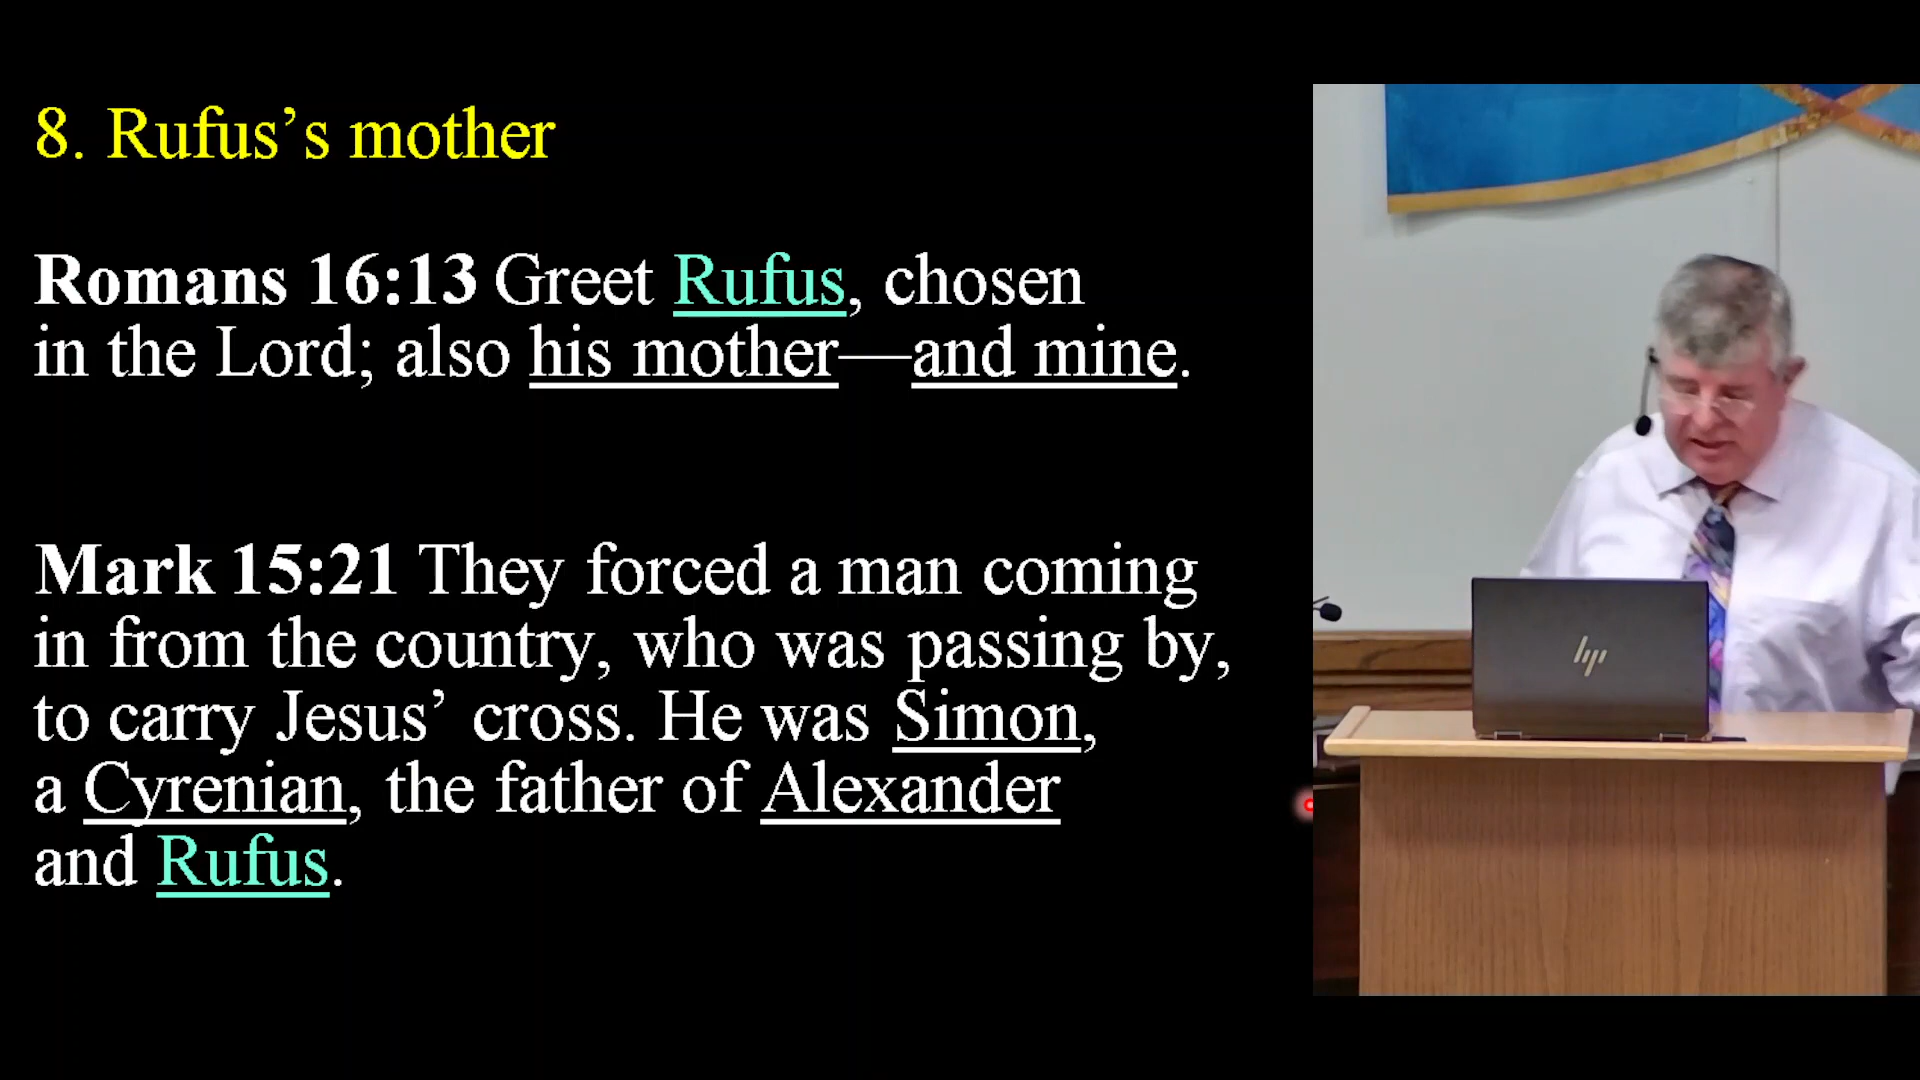 8. Rufus’s mother
Romans 16:13 Greet Rufus, chosen
in the Lord; also his mother—and mine.
Mark 15:21 They forced a man coming
in from the country, who was passing by,
to carry Jesus’ cross. He was Simon,
a Cyrenian, the father of Alexander
and Rufus.
hp